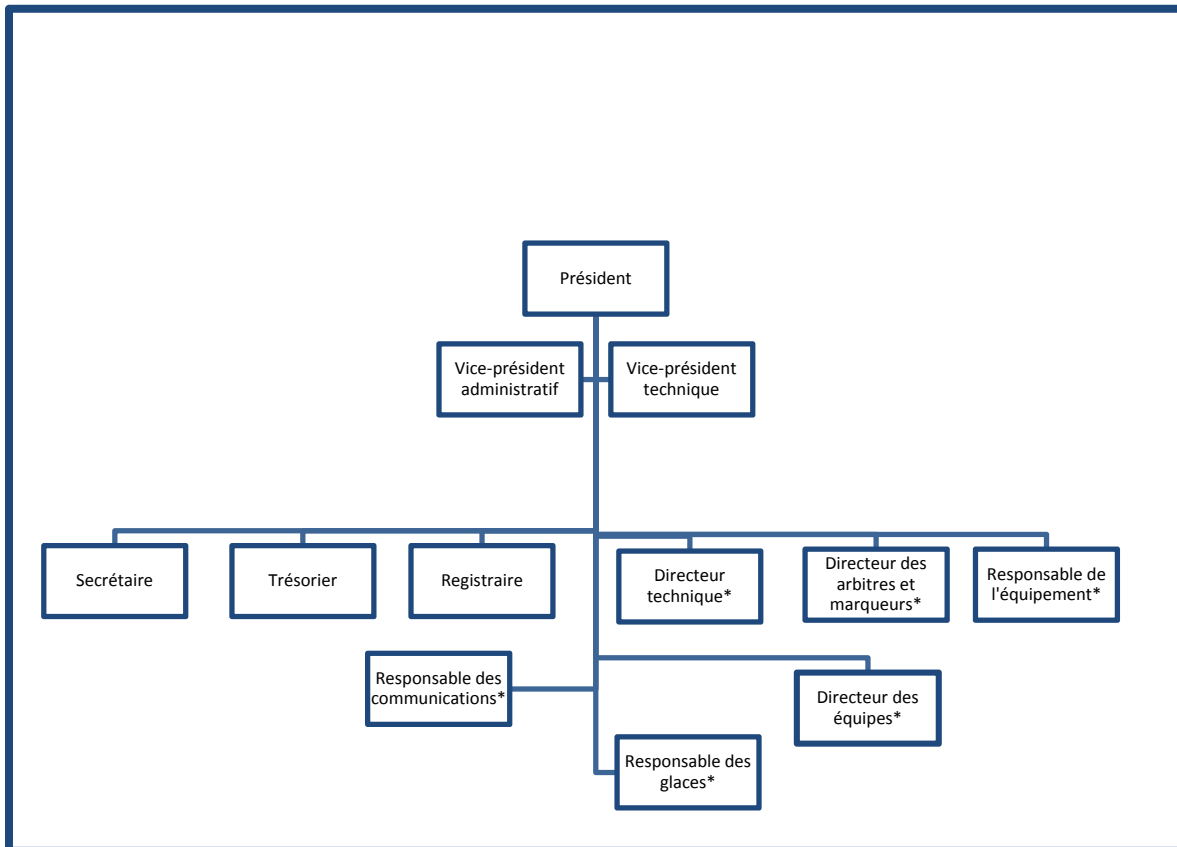 Président
Vice-président
administratif
Vice-président
technique
Secrétaire
Trésorier
Registraire
Directeur
technique*
Directeur des
arbitres et
marqueurs*
Responsable de
l'équipement*
Responsable des
communications*
Directeur des
équipes*
Responsable des
glaces*